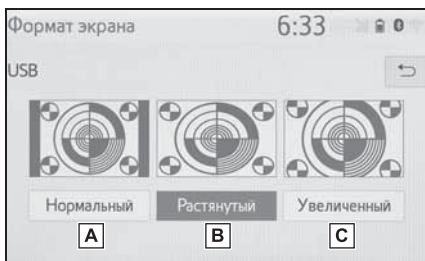 Формат экрана 6:33
USB
Нормальный Растянутый Увеличенный
A B C